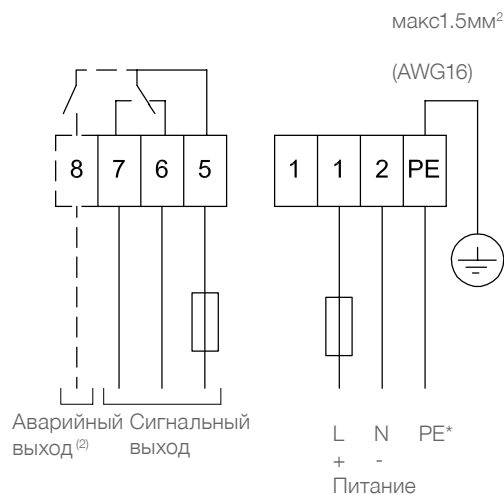 макс1.5мм²
(AWG16)
8 7 6 5 1 1 2 PE
Аварийный Сигнальный
выход (2) выход
L N PE*
+ -
Питание